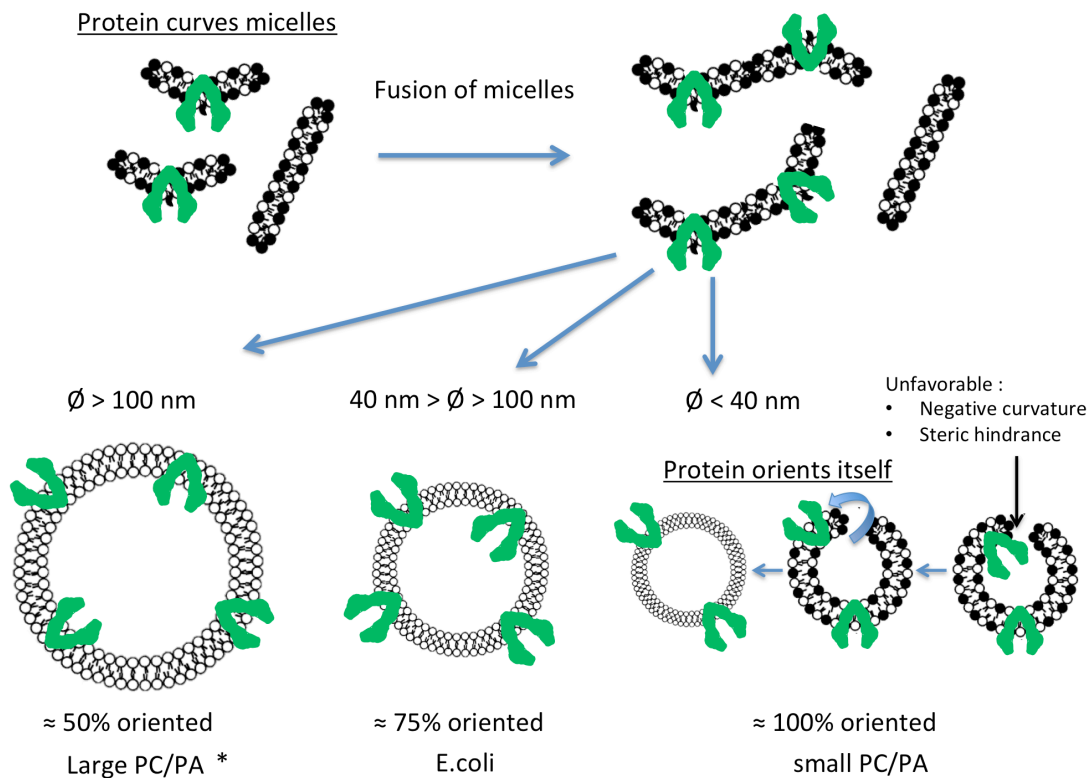 Protein curves micelles
Fusion of micelles
Ø > 100 nm
40 nm > Ø > 100 nm
Ø < 40 nm
Unfavorable :
• Negative curvature
• Steric hindrance
Protein orients itself
≈ 50% oriented
≈ 75% oriented
≈ 100% oriented
Large PC/PA *
E.coli
small PC/PA